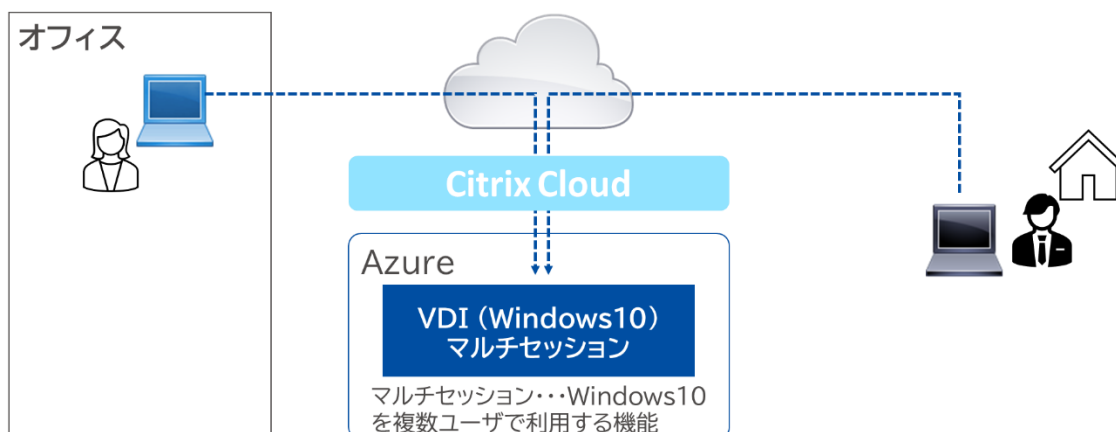 オフィス
Citrix Cloud
Azure
VDI（Windows10）
マルチセッション
マルチセッション･･･Windows10
を複数ユーザで利用する機能